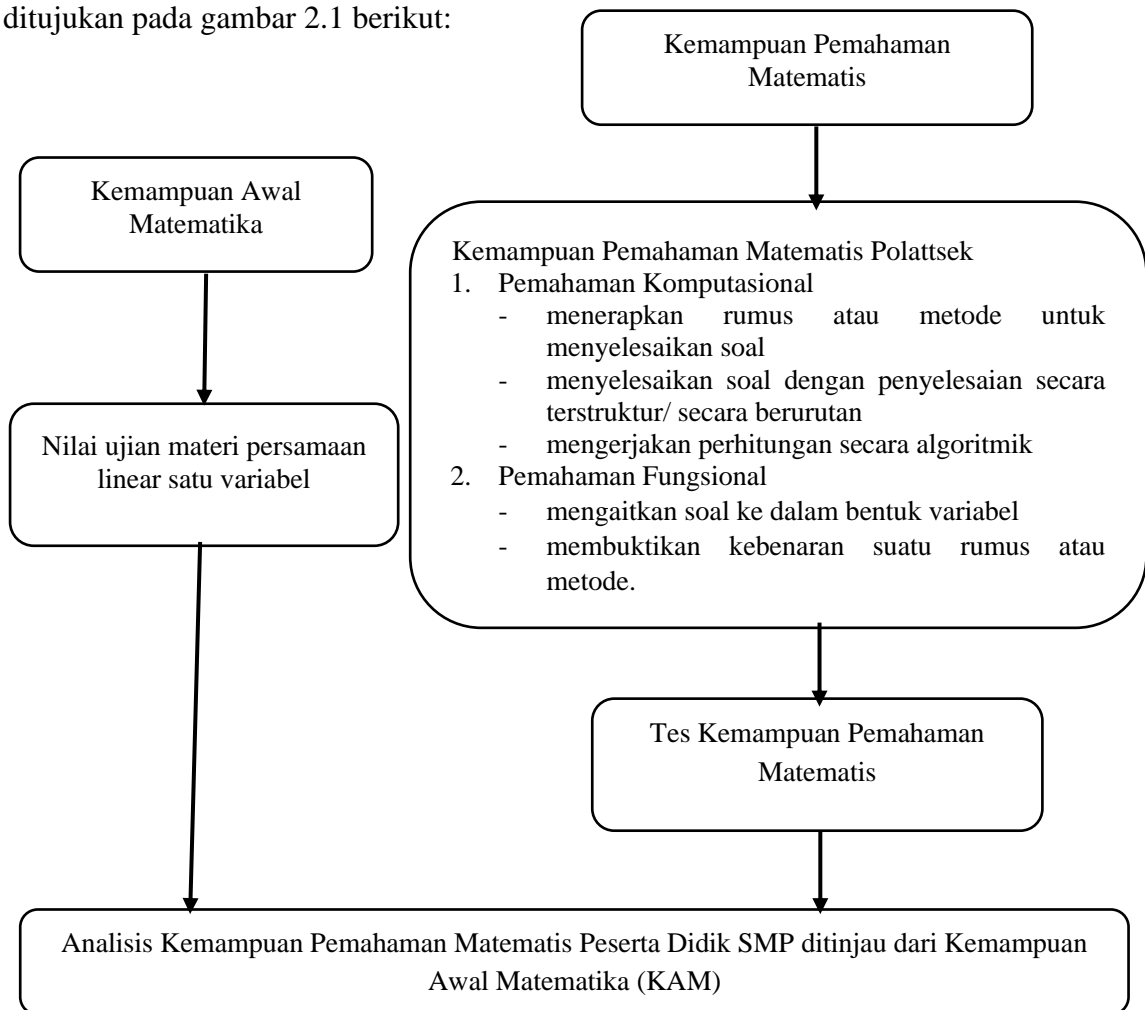 ditujukan pada gambar 2.1 berikut:
Kemampuan Pemahaman
Matematis
Kemampuan Awal
Matematika
Kemampuan Pemahaman Matematis Polattsek
1. Pemahaman Komputasional
- menerapkan rumus atau metode untuk
menyelesaikan soal
- menyelesaikan soal dengan penyelesaian secara
terstruktur/ secara berurutan
- mengerjakan perhitungan secara algoritmik
2. Pemahaman Fungsional
- mengaitkan soal ke dalam bentuk variabel
- membuktikan kebenaran suatu rumus atau
metode.
Nilai ujian materi persamaan
linear satu variabel
Tes Kemampuan Pemahaman
Matematis
Analisis Kemampuan Pemahaman Matematis Peserta Didik SMP ditinjau dari Kemampuan
Awal Matematika (KAM)